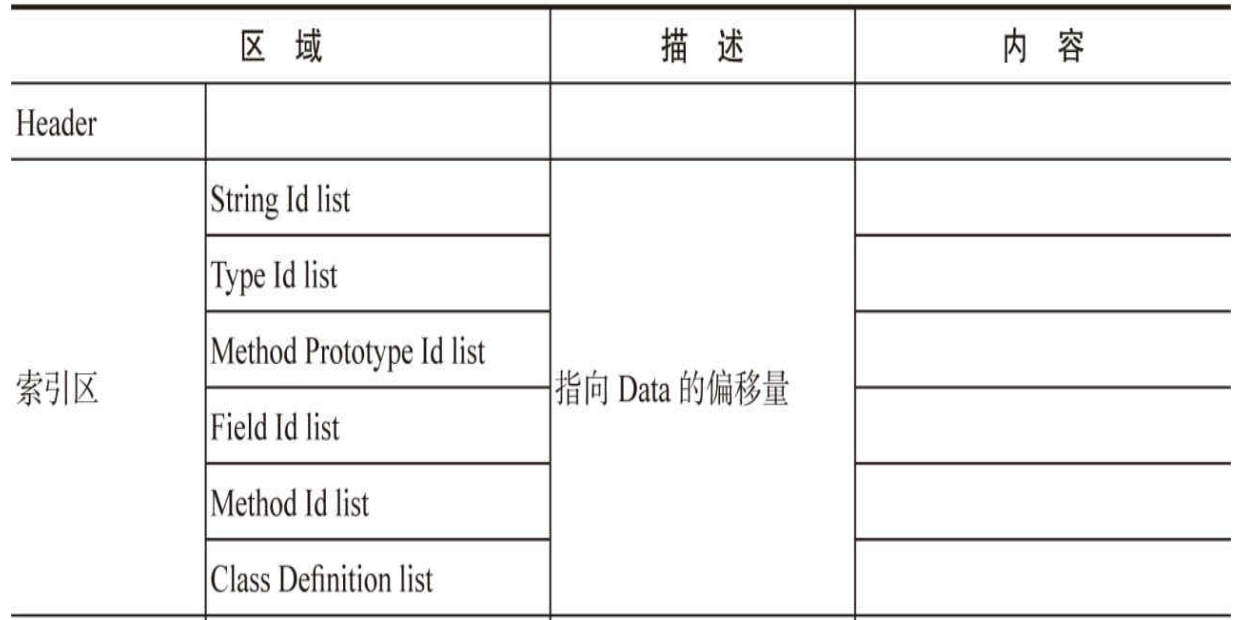 区 域 描 述 内 容
Header
String Id list
Type Id list
Method Prototype Id list
索引区 指向 Data 的偏移量
Field Id list
Method Id list
Class Definition list